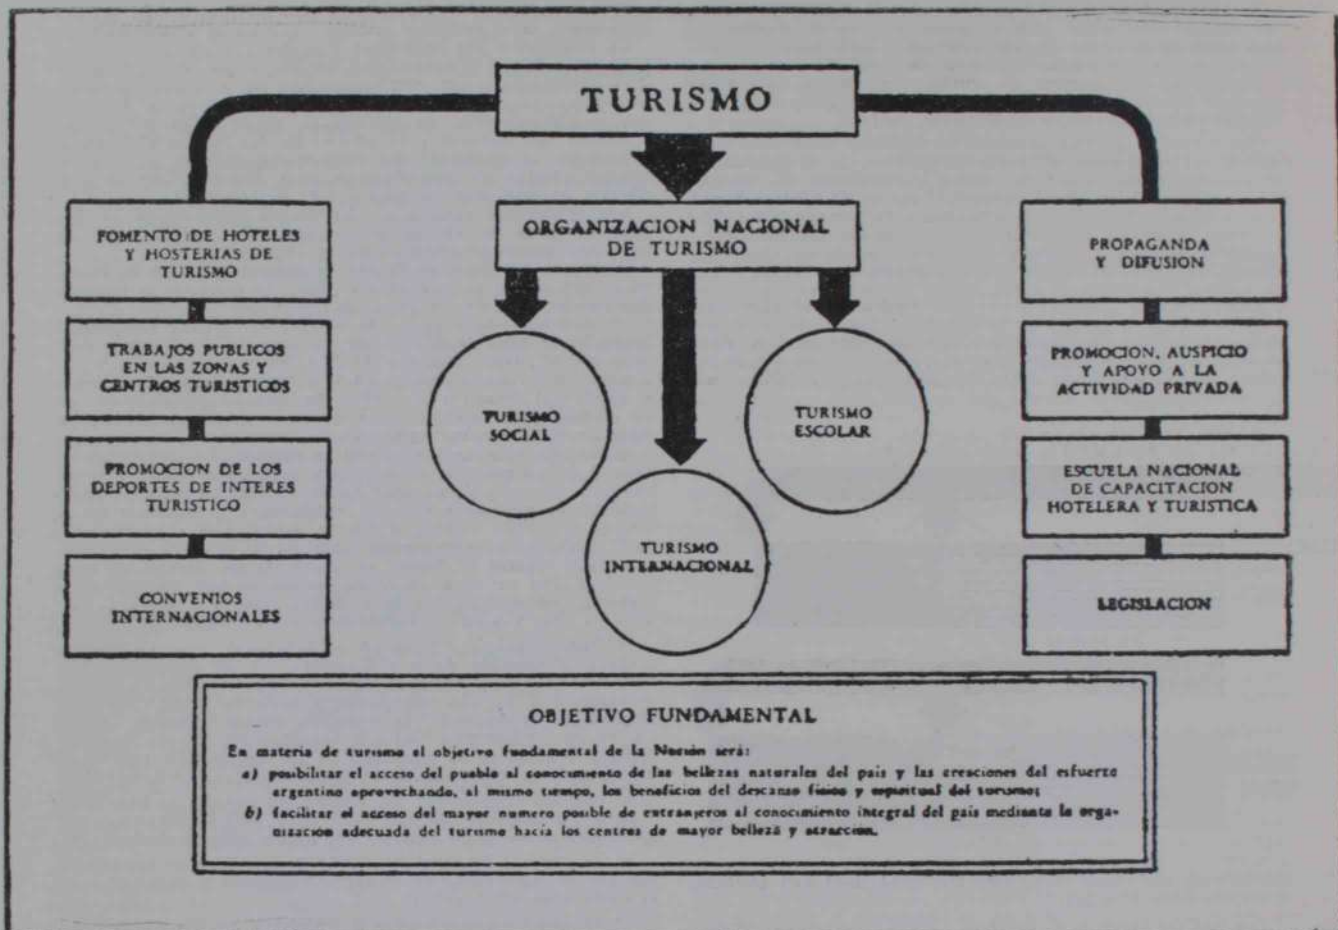 TURISMO
ORGANIZACION NACIONAL
DE TURISMO
FOMENTO DE HOTELES
Y HOSTERIAS DE
TURISMO
TRABAJOS PUBLICOS
EN LAS ZONAS Y
CENTROS TURISTICOS
PROMOCION DE LOS
DEPORTES DE INTERES
TURISTICO
CONVENIOS
INTERNACIONALES
TURISMO
SOCIAL
TURISMO
INTERNACIONAL
TURISMO
ESCOLAR
PROPAGANDA
Y DIFUSION
PROMOCION, AUSPICIO
Y APOYO A LA
ACTIVIDAD PRIVADA
ESCUELA NACIONAL
DE CAPACITACION
HOTELERA Y TURISTICA
LEGISLACION
OBJETIVO FUNDAMENTAL
En materia de turismo el objetivo fundamental de la Nación será:
a) posibilitar el acceso del pueblo al conocimiento de las bellezas naturales del país y las creaciones del esfuerzo
argentino aprovechando, al mismo tiempo, los beneficios del descanso físico y espiritual del turismo;
b) facilitar el acceso del mayor numero posible de extranjeros al conocimiento integral del país mediante la orga-
nización adecuada del turismo hacia los centros de mayor belleza y atracción.